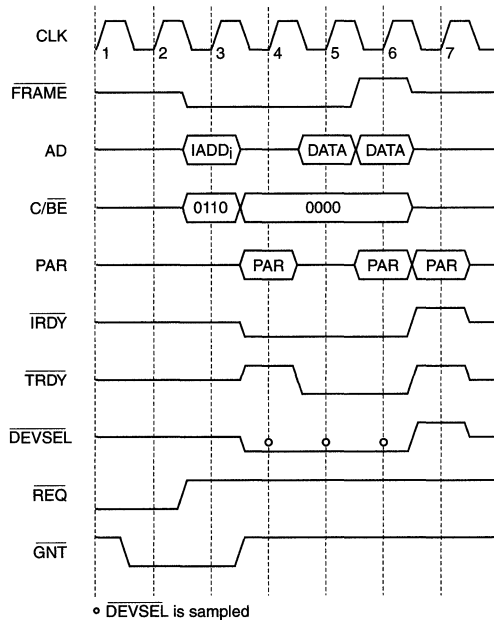 CLK
1 2 3 4 5 6 7
FRAME
AD IADDi DATA DATA
C/BE 0110 0000
PAR PAR PAR PAR
IRDY
TRDY
DEVSEL
REQ
GNT
DEVSEL is sampled